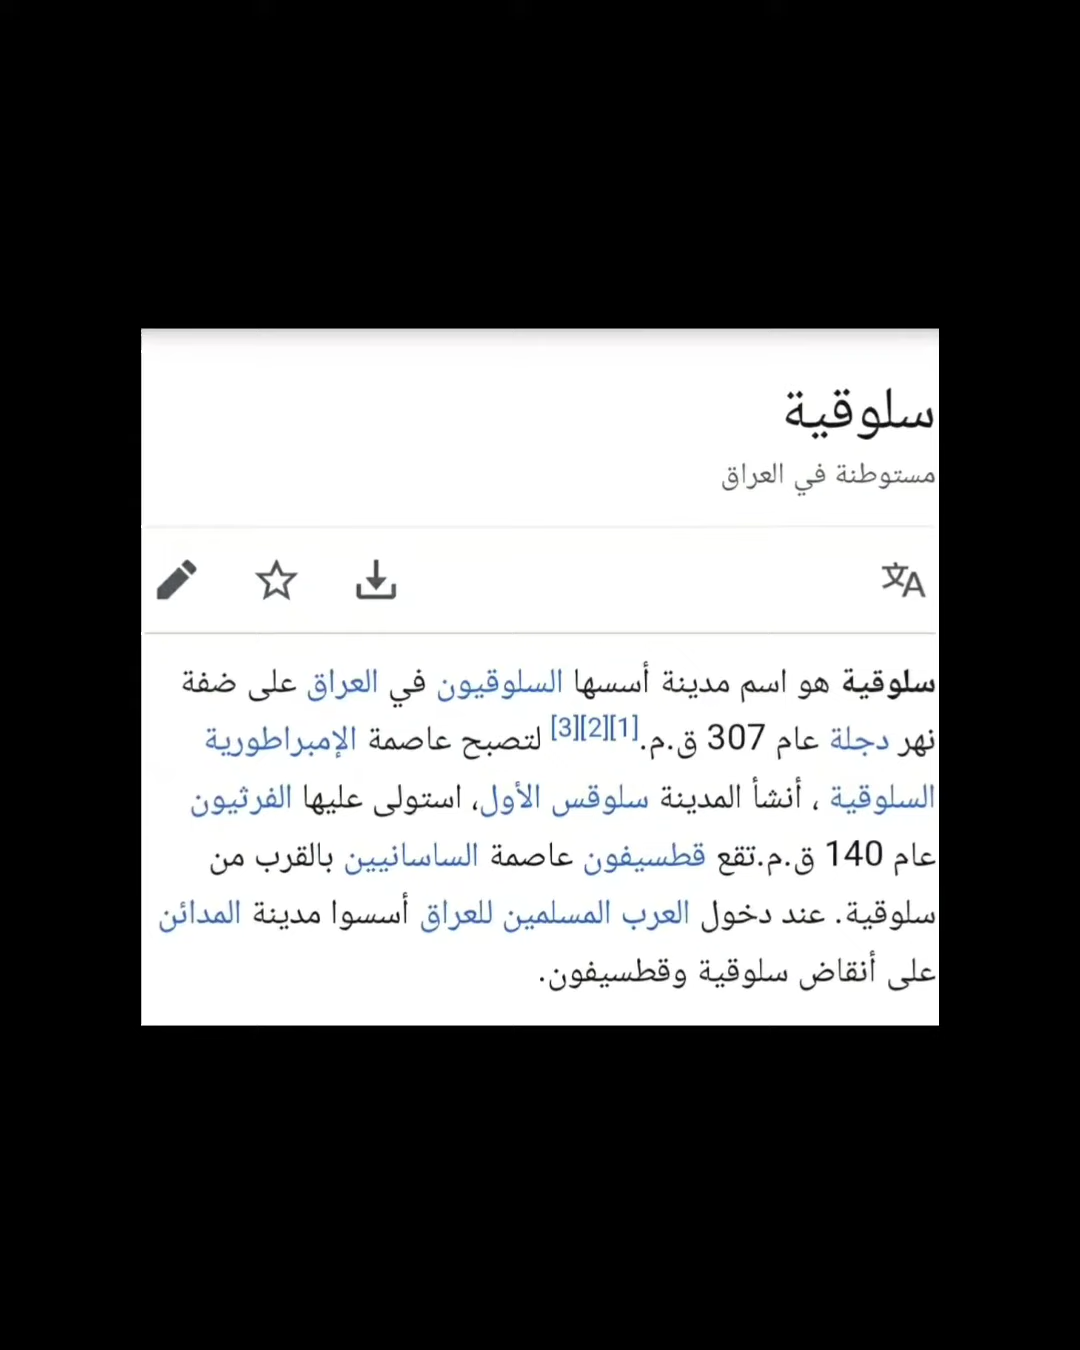 سلوقية
مستوطنة في العراق
سلوقية هو اسم مدينة أسسها السلوقيون في العراق على ضفة
نهر دجلة عام 307 ق.م.[1][2][3] لتصبح عاصمة الإمبراطورية
السلوقية ، أنشأ المدينة سلوقس الأول، استولى عليها الفرثيون
عام 140 ق.م.تقع قطسيفون عاصمة الساسانيين بالقرب من
سلوقية. عند دخول العرب المسلمين للعراق أسسوا مدينة المدائن
على أنقاض سلوقية وقطسيفون.